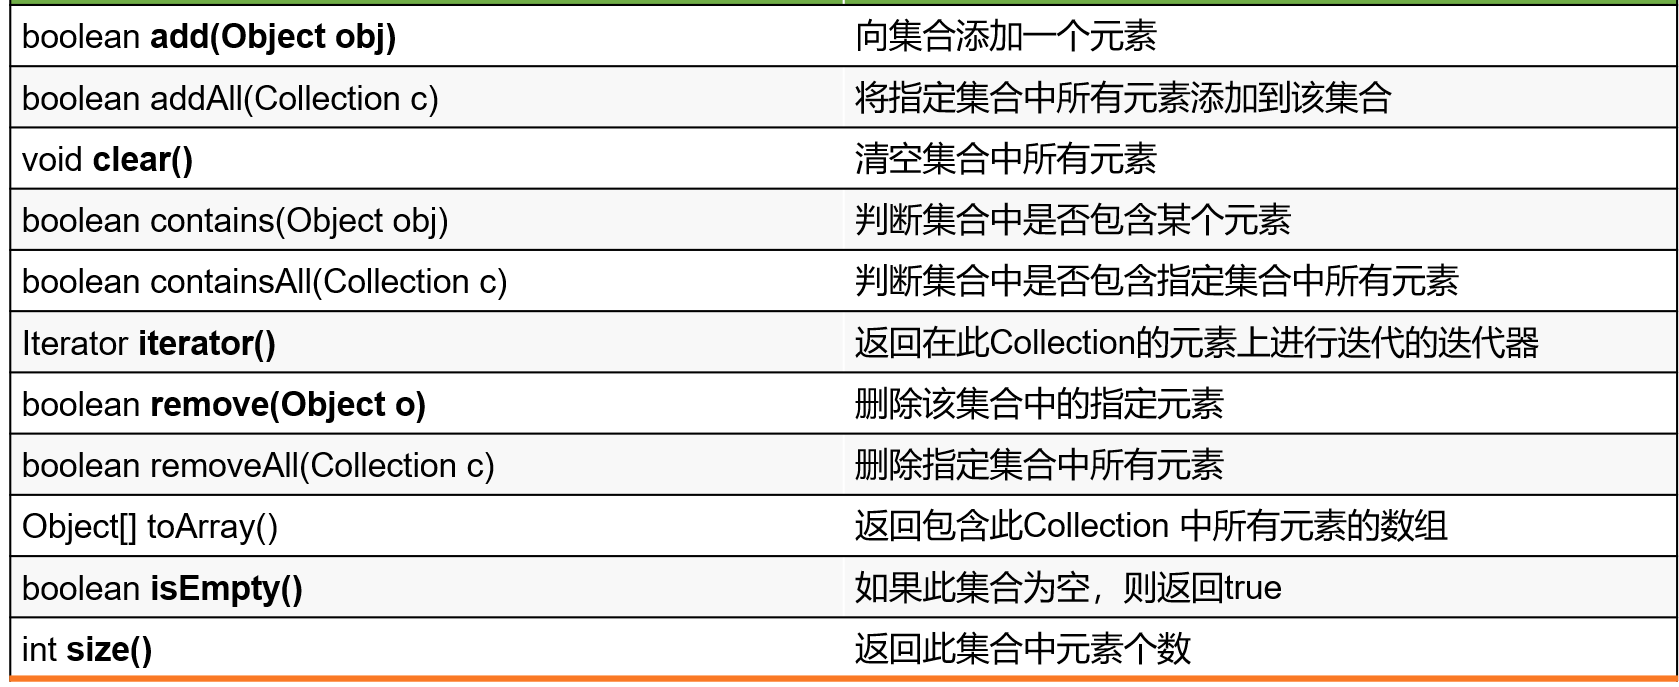 boolean add(Object obj) 向集合添加一个元素
boolean addAll(Collection c) 将指定集合中所有元素添加到该集合
void clear() 清空集合中所有元素
boolean contains(Object obj) 判断集合中是否包含某个元素
boolean containsAll(Collection c) 判断集合中是否包含指定集合中所有元素
Iterator iterator() 返回在此Collection的元素上进行迭代的迭代器
boolean remove(Object o) 删除该集合中的指定元素
boolean removeAll(Collection c) 删除指定集合中所有元素
Object[] toArray() 返回包含此Collection 中所有元素的数组
boolean isEmpty() 如果此集合为空，则返回true
int size() 返回此集合中元素个数